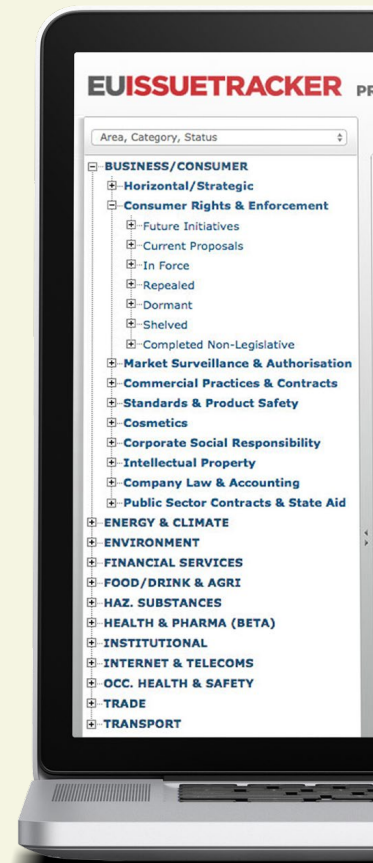 EUISSUETRACKER PR
Area, Category, Status
BUSINESS/CONSUMER
Horizontal/Strategic
Consumer Rights & Enforcement
Future Initiatives
Current Proposals
In Force
Repealed
Dormant
Shelved
Completed Non-Legislative
Market Surveillance & Authorisation
Commercial Practices & Contracts
Standards & Product Safety
Cosmetics
Corporate Social Responsibility
Intellectual Property
Company Law & Accounting
Public Sector Contracts & State Aid
ENERGY & CLIMATE
ENVIRONMENT
FINANCIAL SERVICES
FOOD/DRINK & AGRI
HAZ. SUBSTANCES
HEALTH & PHARMA (BETA)
INSTITUTIONAL
INTERNET & TELECOMS
OCC. HEALTH & SAFETY
TRADE
TRANSPORT